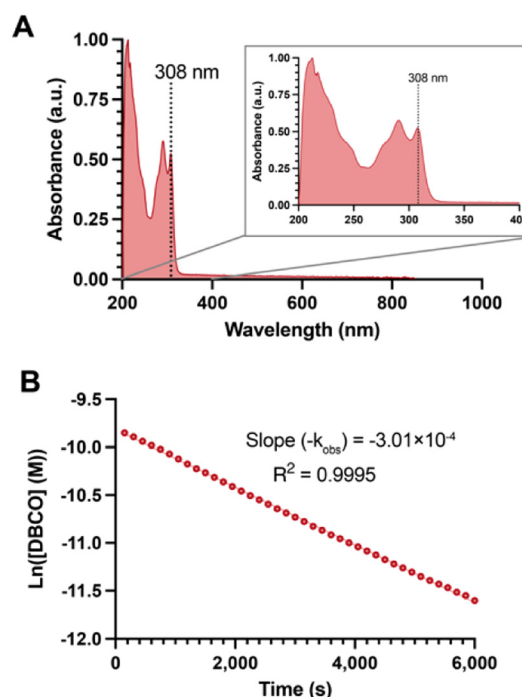 A
308 nm
1.00
0.75
0.50
0.25
0.00
Absorbance (a.u.)
200
400
600
800
1000
Wavelength (nm)
308 nm
1.00
0.75
0.50
0.25
0.00
Absorbance (a.u.)
200
250
300
350
400
B
-9.5
-10.0
-10.5
-11.0
-11.5
-12.0
Ln([DBCO] (M))
Slope (-kobs) = -3.01×10⁻⁴
R² = 0.9995
0
2,000
4,000
6,000
Time (s)